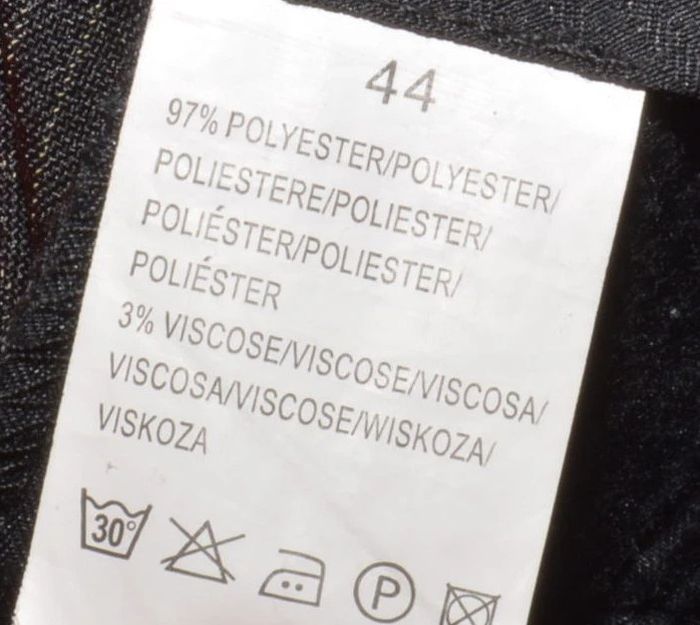 44
97% POLYESTER/POLYESTER/
POLIESTERE/POLIESTER/
POLIÉSTER/POLIESTER/
POLIÉSTER
3% VISCOSE/VISCOSE/VISCOSA/
VISCOSA/VISCOSE/WISKOZA/
VISKOZA
30° P